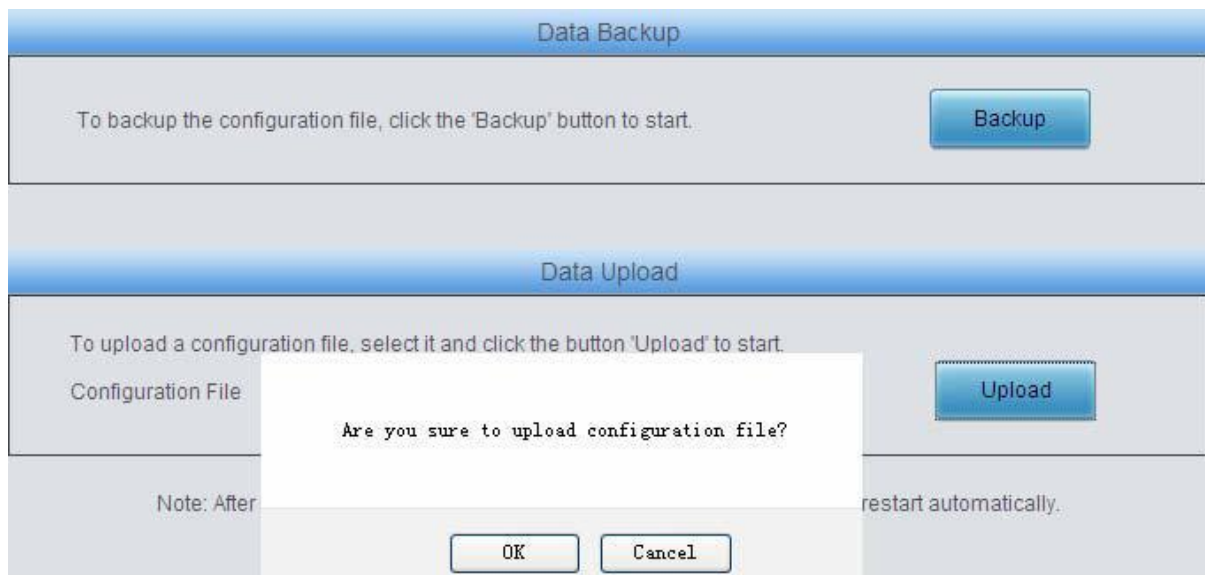 Data Backup
To backup the configuration file, click the 'Backup' button to start.
Backup
Data Upload
To upload a configuration file, select it and click the button 'Upload' to start.
Configuration File
Upload
Are you sure to upload configuration file?
Note: After
restart automatically.
OK
Cancel